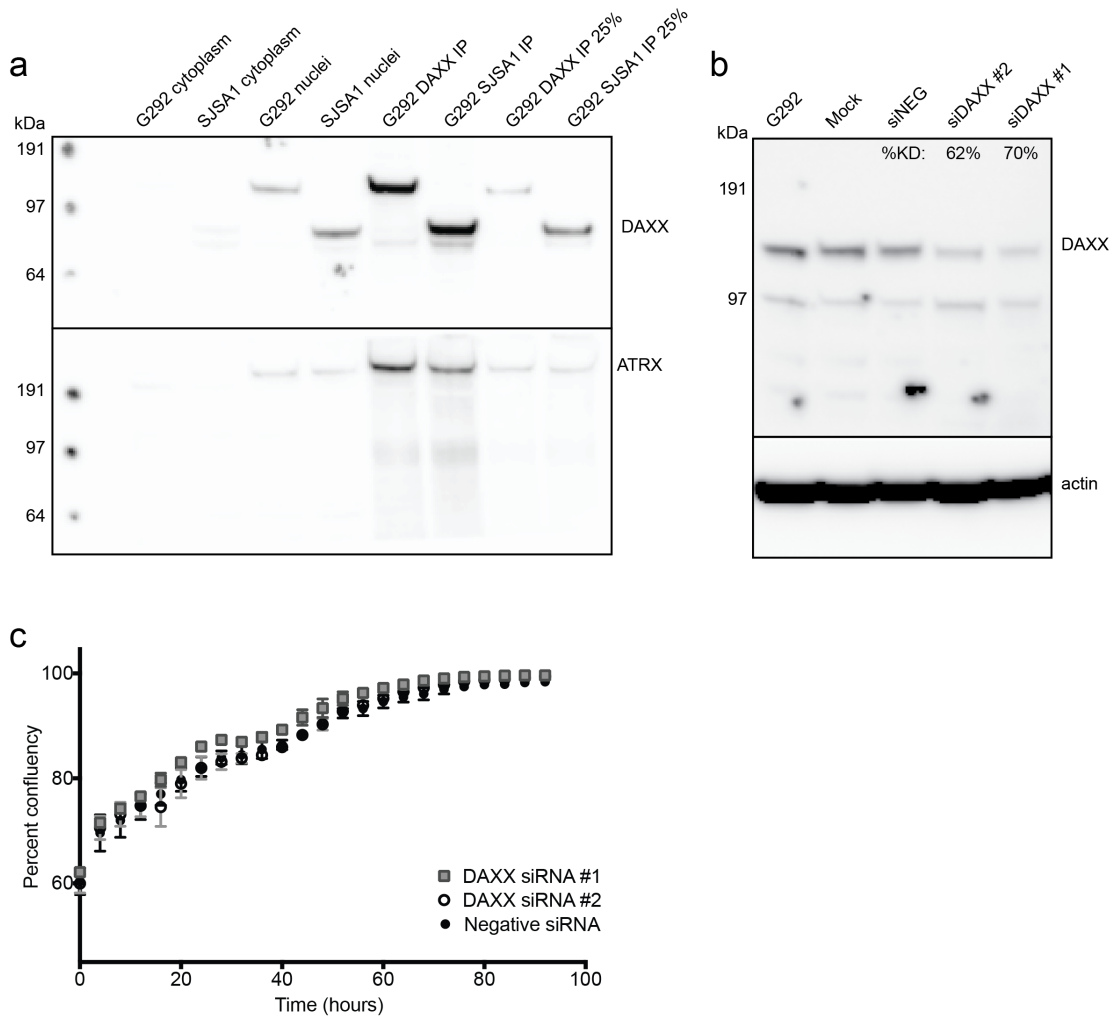 a
G292 cytoplasm
SJSA1 cytoplasm
G292 nuclei
SJSA1 nuclei
G292 DAXX IP
G292 SJSA1 IP
G292 DAXX IP 25%
G292 SJSA1 IP 25%
kDa
191
97
64
DAXX
ATRX
191
97
64
b
G292
Mock
siNEG
siDAXX #2
siDAXX #1
kDa
%KD: 62% 70%
191
97
DAXX
actin
c
Percent confluency
100
80
60
DAXX siRNA #1
DAXX siRNA #2
Negative siRNA
0 20 40 60 80 100
Time (hours)